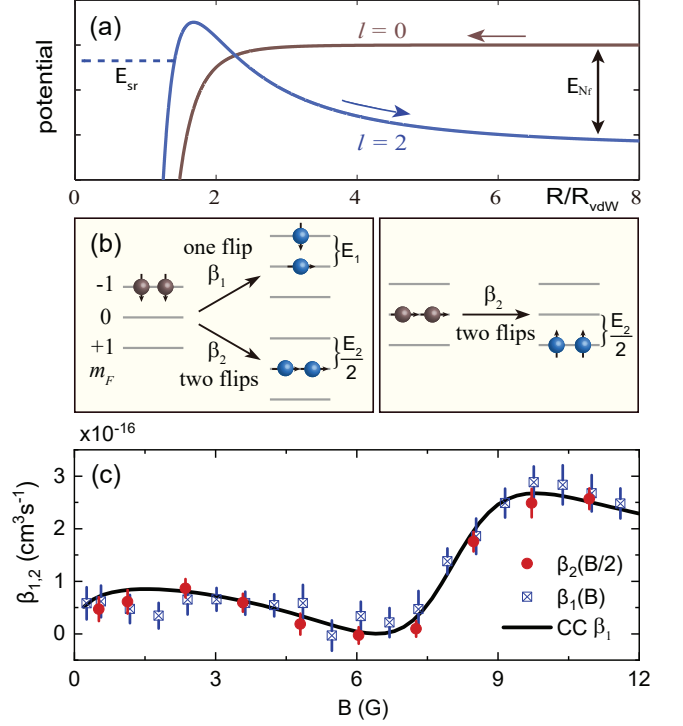 (a)
l = 0
E_sr
E_Nf
l = 2
potential
0 2 4 6 8
R/R_vdW
(b)
one flip
β_1
E_1
-1
0
+1
m_F
β_2
two flips
E_2
2
β_2
two flips
E_2
2
x10^-16
(c)
3
2
1
0
β_1,2 (cm^3s^-1)
β_2(B/2)
β_1(B)
CC β_1
0 3 6 9 12
B (G)